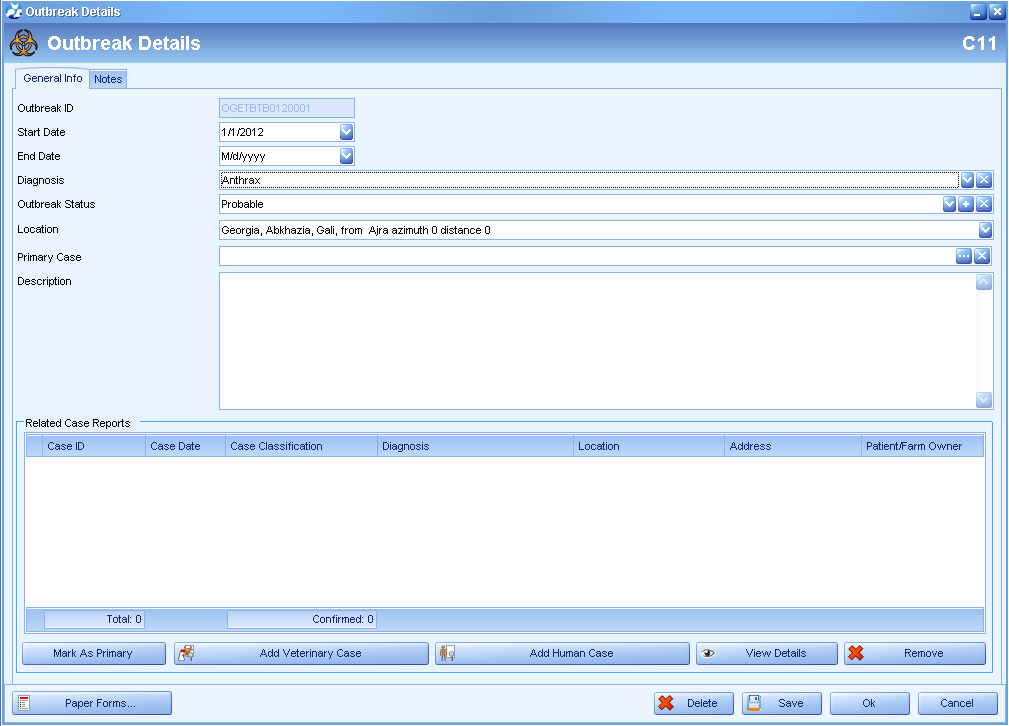 Outbreak Details
Outbreak Details C11
General Info Notes
Outbreak ID OGETBTB0120001
Start Date 1/1/2012
End Date M/d/yyyy
Diagnosis Anthrax
Outbreak Status Probable
Location Georgia, Abkhazia, Gali, from  Ajra azimuth 0 distance 0
Primary Case
Description
Related Case Reports
Case ID Case Date Case Classification Diagnosis Location Address Patient/Farm Owner
Total: 0 Confirmed: 0
Mark As Primary Add Veterinary Case Add Human Case View Details Remove
Paper Forms... Delete Save Ok Cancel